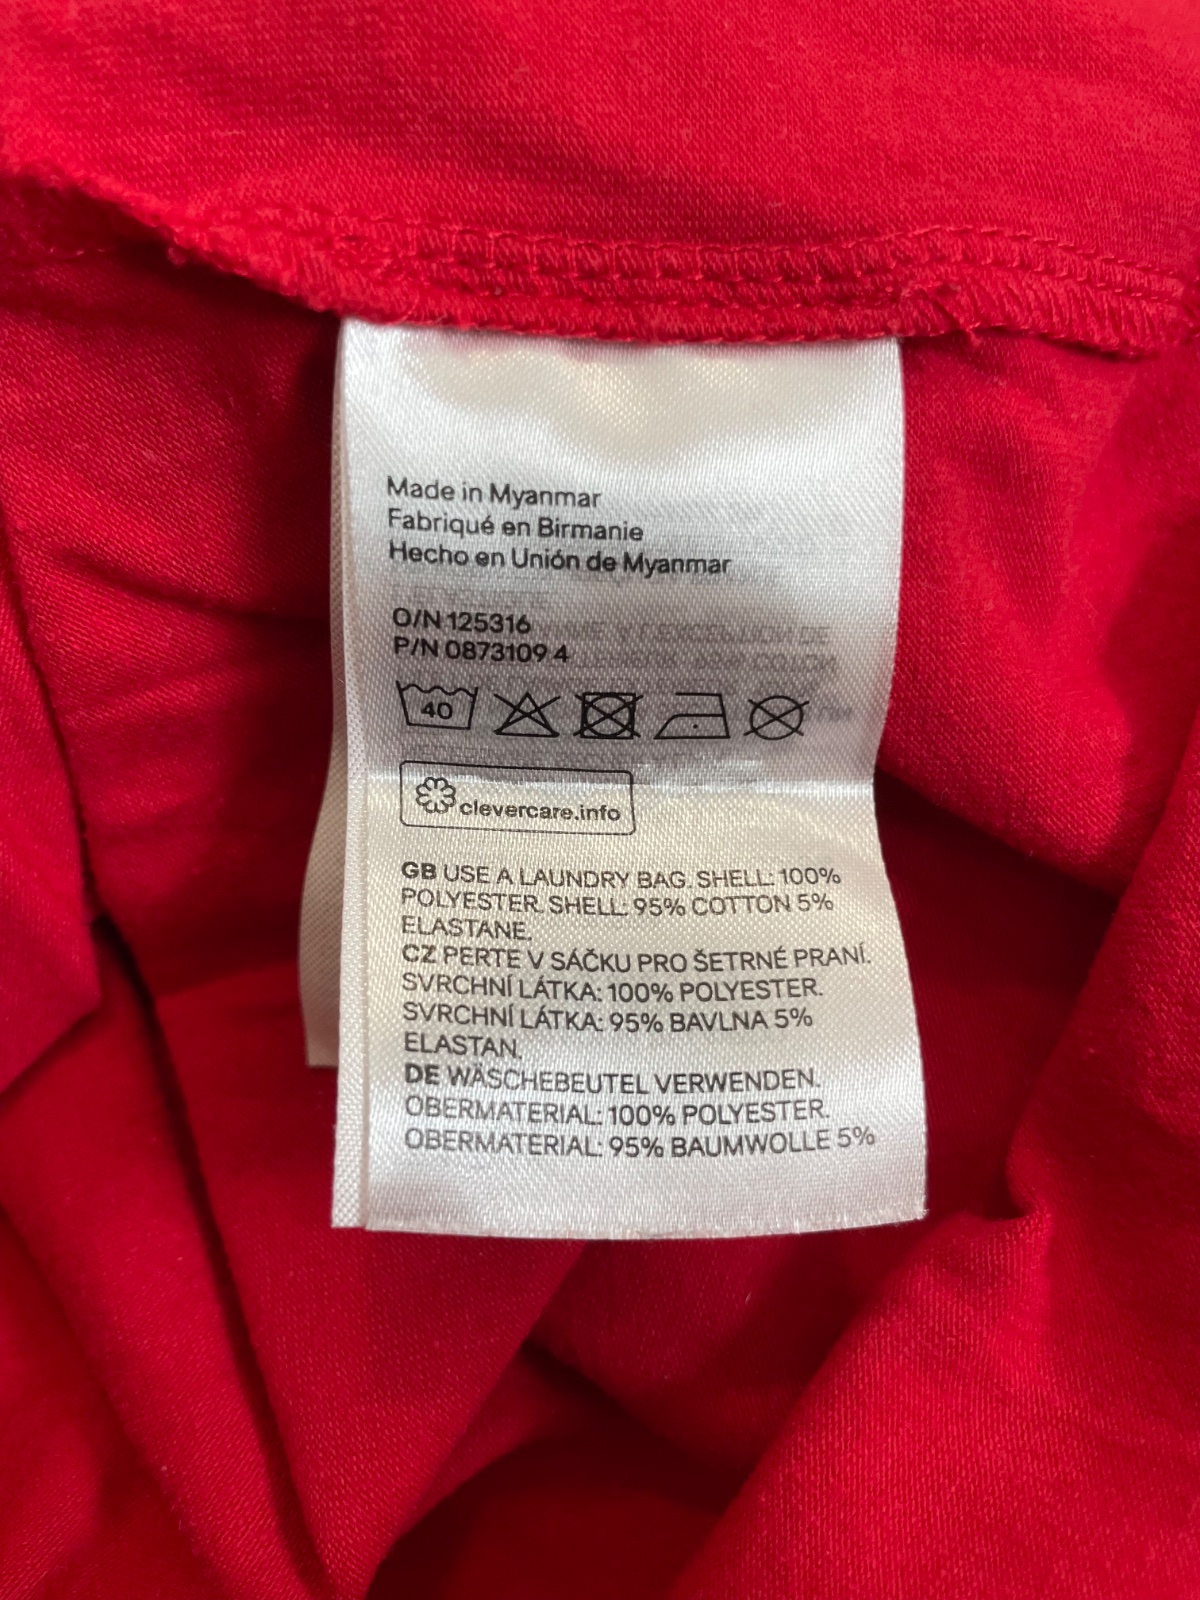 Made in Myanmar
Fabriqué en Birmanie
Hecho en Unión de Myanmar
O/N 125316
P/N 0873109 4
40
clevercare.info
GB USE A LAUNDRY BAG. SHELL: 100%
POLYESTER. SHELL: 95% COTTON 5%
ELASTANE.
CZ PERTE V SÁČKU PRO ŠETRNÉ PRANÍ.
SVRCHNÍ LÁTKA: 100% POLYESTER.
SVRCHNÍ LÁTKA: 95% BAVLNA 5%
ELASTAN.
DE WÄSCHEBEUTEL VERWENDEN.
OBERMATERIAL: 100% POLYESTER.
OBERMATERIAL: 95% BAUMWOLLE 5%